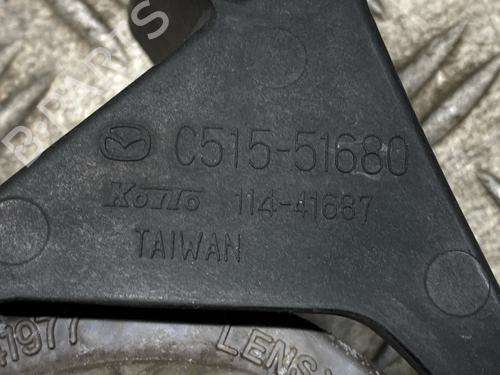 C515-51680
Koito 114-41687
TAIWAN
41977 LENS
PARTS